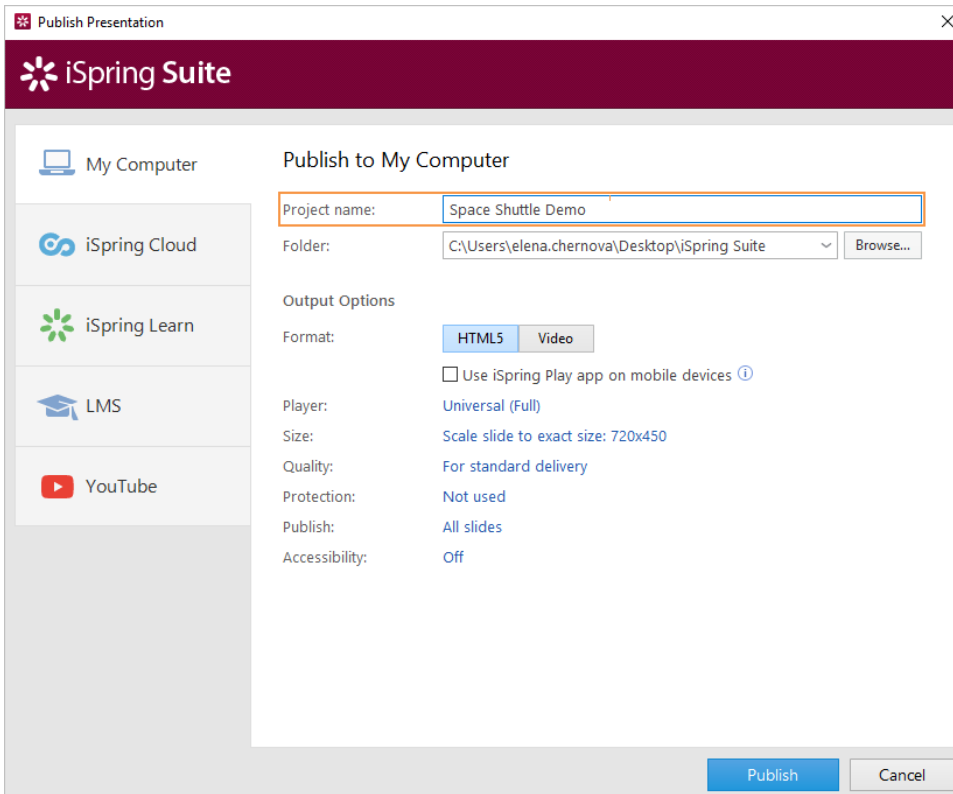 Publish Presentation
iSpring Suite
My Computer
iSpring Cloud
iSpring Learn
LMS
YouTube
Publish to My Computer
Project name: Space Shuttle Demo
Folder: C:\Users\elena.chernova\Desktop\iSpring Suite Browse...
Output Options
Format: HTML5 Video
Use iSpring Play app on mobile devices
Player: Universal (Full)
Size: Scale slide to exact size: 720x450
Quality: For standard delivery
Protection: Not used
Publish: All slides
Accessibility: Off
Publish Cancel